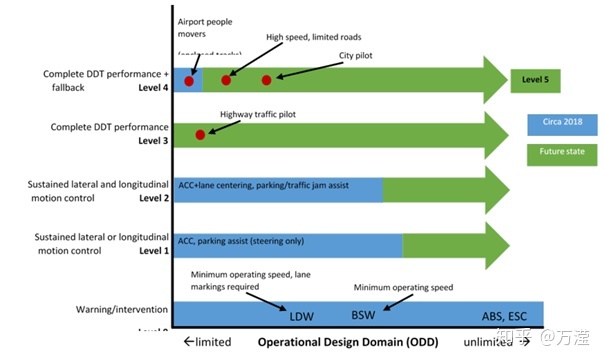 Airport people
movers
(enclosed tracks)
High speed, limited roads
City pilot
Complete DDT performance +
fallback
Level 4
Level 5
Highway traffic pilot
Complete DDT performance
Level 3
Circa 2018
Future state
Sustained lateral and longitudinal
motion control
Level 2
ACC+lane centering, parking/traffic jam assist
Sustained lateral or longitudinal
motion control
Level 1
ACC, parking assist (steering only)
Minimum operating speed, lane
markings required
Minimum operating speed
Warning/intervention
LDW
BSW
ABS, ESC
←limited
Operational Design Domain (ODD)
unlimited →
知乎 @万滢